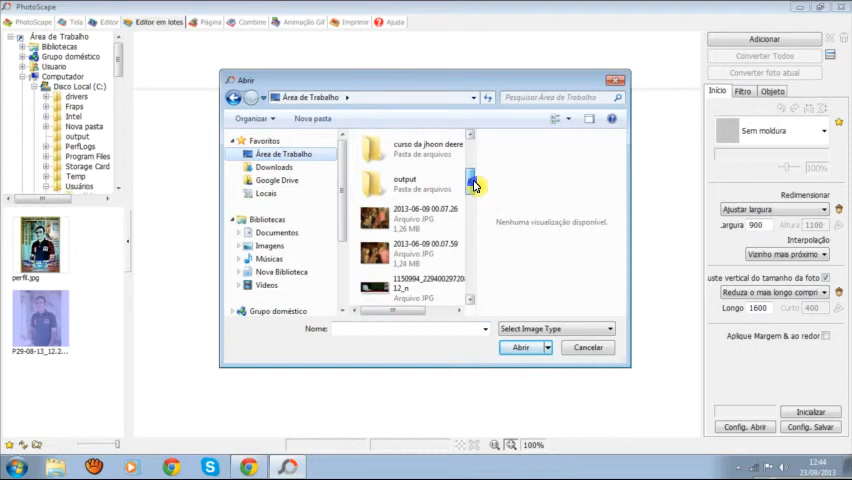 PhotoScape
PhotoScape
Tela
Editor
Editor em lotes
Página
Combine
Animação Gif
Imprimir
Ajuda
Área de Trabalho
Bibliotecas
Grupo doméstico
Usuario
Computador
Disco Local (C:)
drivers
Fraps
Intel
Nova pasta
output
PerfLogs
Program Files
Storage Card
Temp
Usuários
perfil.jpg
P29-08-13_12.2...
Abrir
Área de Trabalho
Pesquisar Área de Trabalho
Organizar
Nova pasta
Favoritos
Área de Trabalho
Downloads
Google Drive
Locais
Bibliotecas
Documentos
Imagens
Músicas
Nova Biblioteca
Vídeos
Grupo doméstico
curso da jhoon deere
Pasta de arquivos
output
Pasta de arquivos
2013-06-09 00.07.26
Arquivo JPG
1,26 MB
2013-06-09 00.07.59
Arquivo JPG
1,24 MB
1150994_229400297208
12_n
Arquivo JPG
Nenhuma visualização disponível.
Nome:
Select Image Type
Abrir
Cancelar
Adicionar
Converter Todos
Converter foto atual
Início
Filtro
Objeto
Sem moldura
100%
Redimensionar
Ajustar largura
Largura
900
Altura
1100
Interpolação
Vizinho mais próximo
uste vertical do tamanho da foto
Reduza o mais longo compri
Longo
1600
Curto
400
Aplique Margem & ao redor
Inicializar
Config. Abrir
Config. Salvar
100%
12:44
23/09/2013